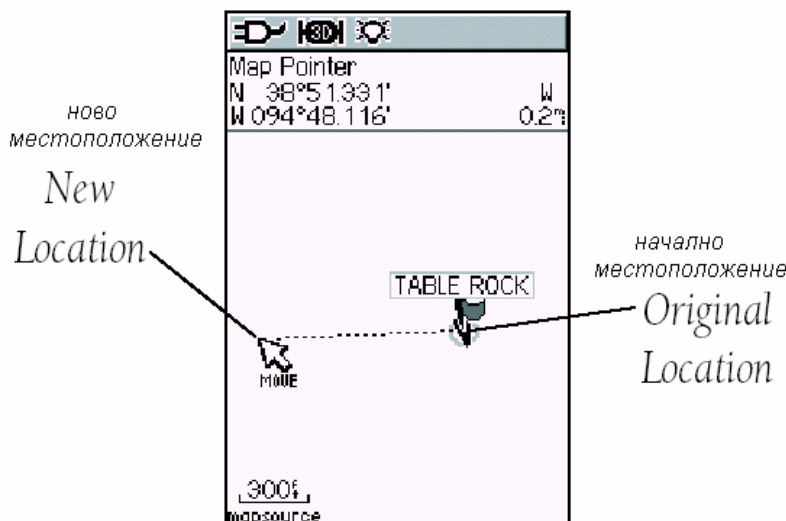 Map Pointer
N 38°51.331' W
W 094°48.116' 0.2m
ново
местоположение
New
Location
TABLE ROCK
начално
местоположение
Original
Location
MOVE
300ft
mapsource